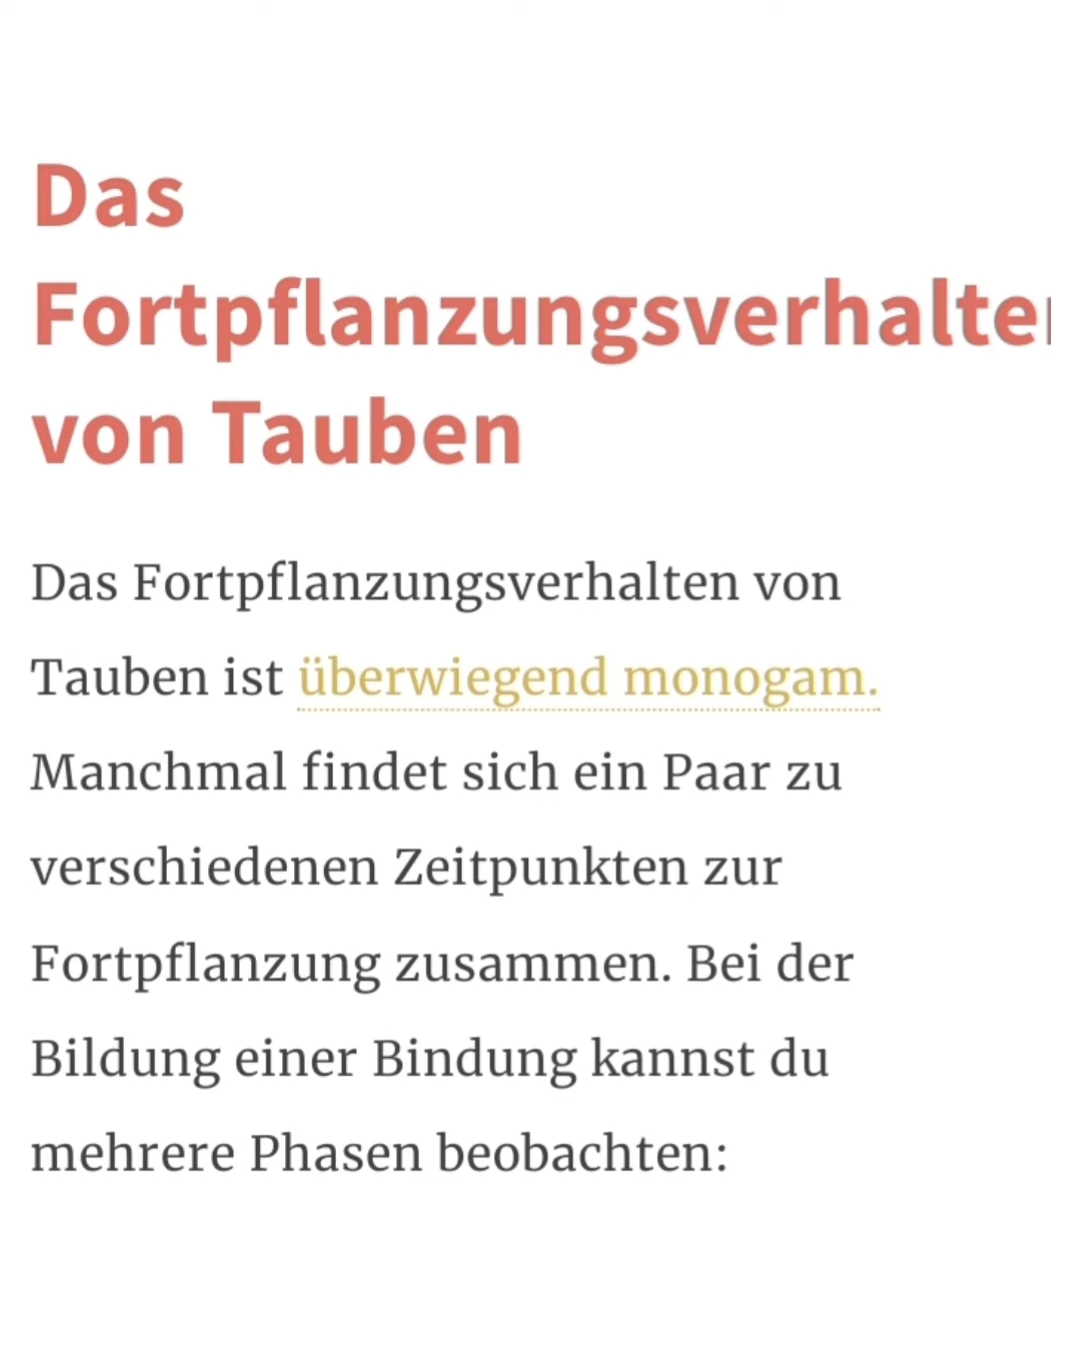 Das
Fortpflanzungsverhalten
von Tauben
Das Fortpflanzungsverhalten von
Tauben ist überwiegend monogam.
Manchmal findet sich ein Paar zu
verschiedenen Zeitpunkten zur
Fortpflanzung zusammen. Bei der
Bildung einer Bindung kannst du
mehrere Phasen beobachten: